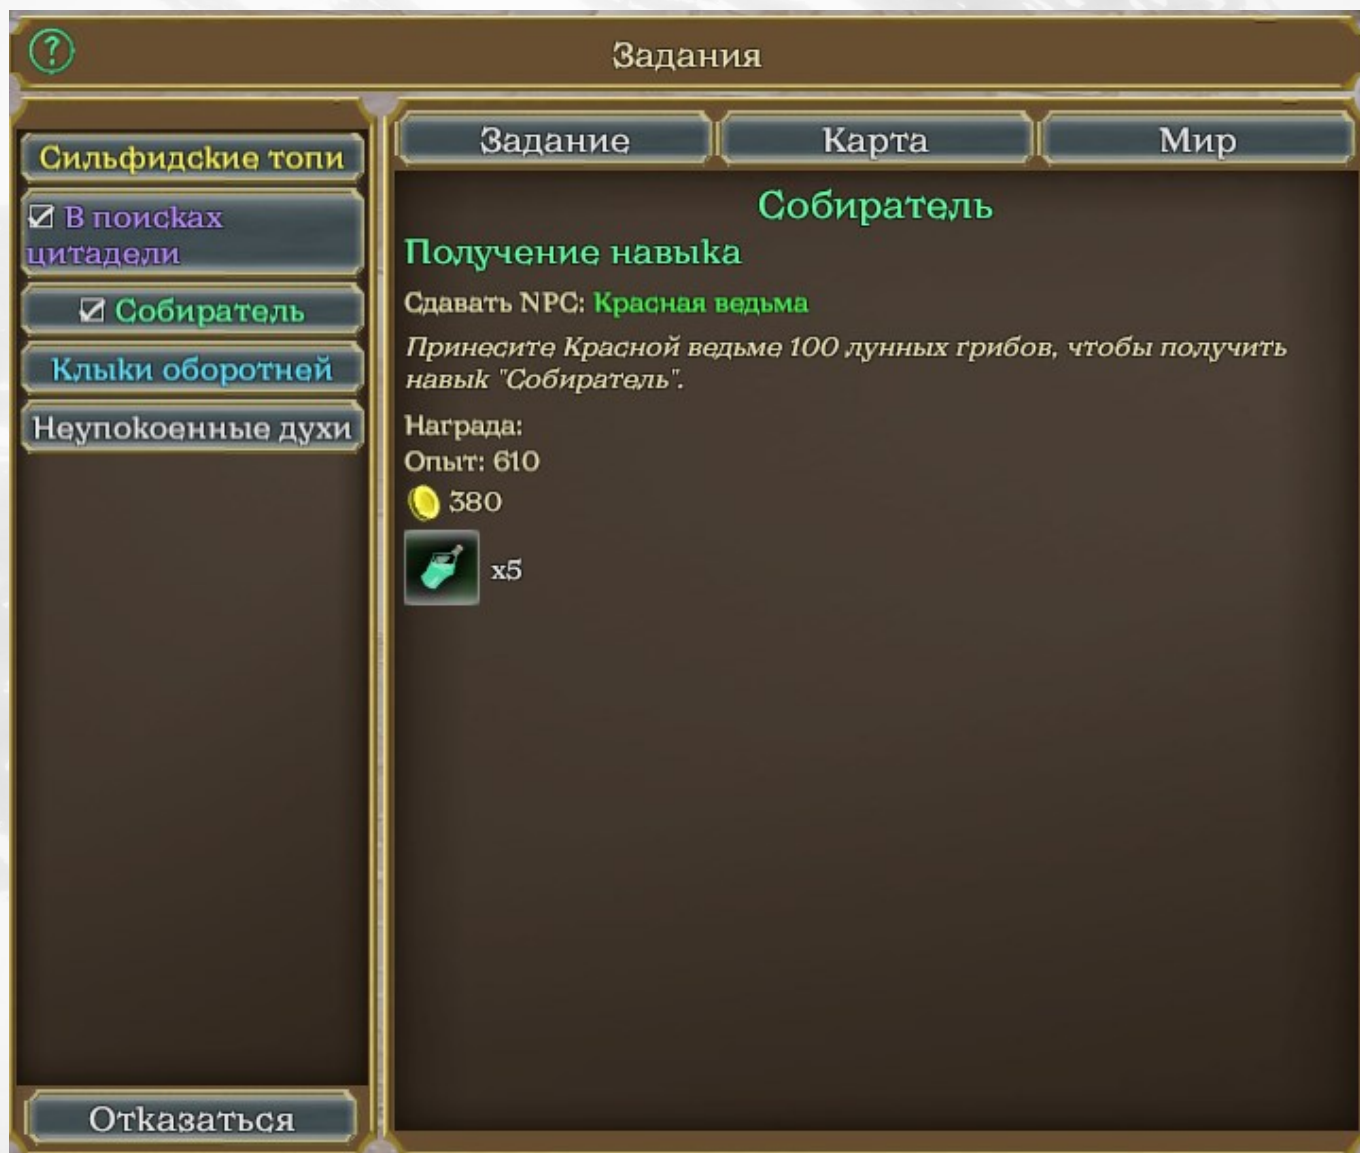 ?
Задания
Сильфидские топи
В поисках
цитадели
Собиратель
Клыки оборотней
Неупокоенные духи
Отказаться
Задание
Карта
Мир
Собиратель
Получение навыка
Сдавать NPC: Красная ведьма
Принесите Красной ведьме 100 лунных грибов, чтобы получить
навык "Собиратель".
Награда:
Опыт: 610
380
x5